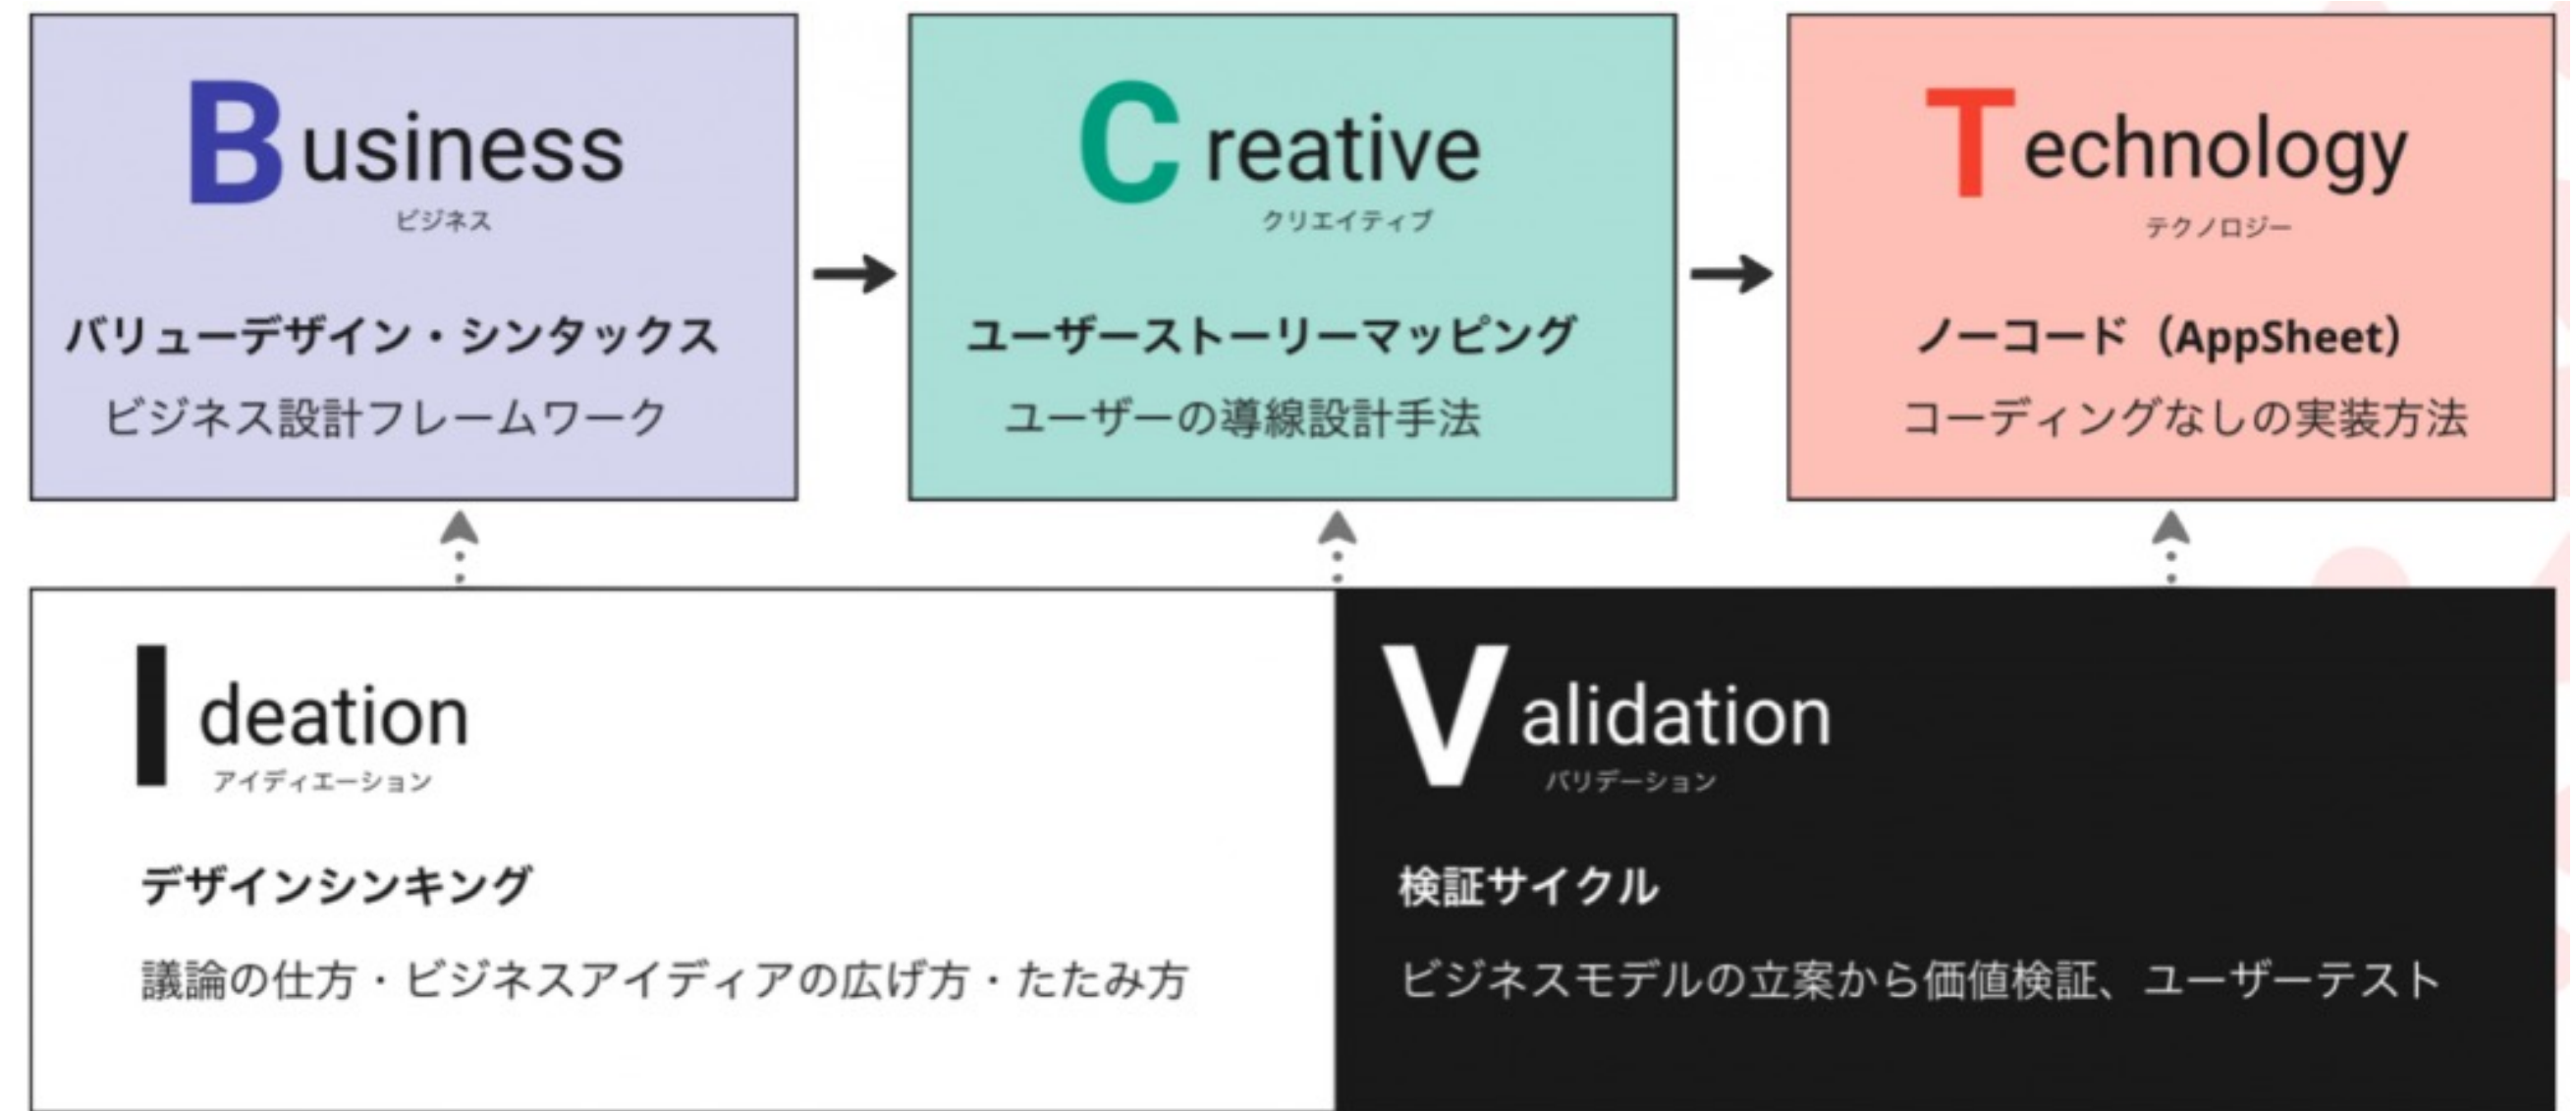 Business
ビジネス
バリューデザイン・シンタックス
ビジネス設計フレームワーク
Creative
クリエイティブ
ユーザーストーリーマッピング
ユーザーの導線設計手法
Technology
テクノロジー
ノーコード（AppSheet）
コーディングなしの実装方法
Ideation
アイディエーション
デザインシンキング
議論の仕方・ビジネスアイディアの広げ方・たたみ方
Validation
バリデーション
検証サイクル
ビジネスモデルの立案から価値検証、ユーザーテスト